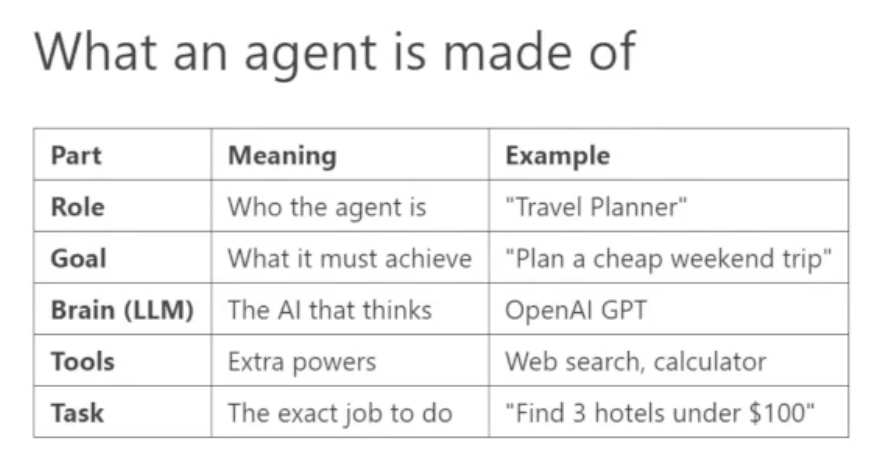 What an agent is made of
Part Meaning Example
Role Who the agent is "Travel Planner"
Goal What it must achieve "Plan a cheap weekend trip"
Brain (LLM) The AI that thinks OpenAI GPT
Tools Extra powers Web search, calculator
Task The exact job to do "Find 3 hotels under $100"